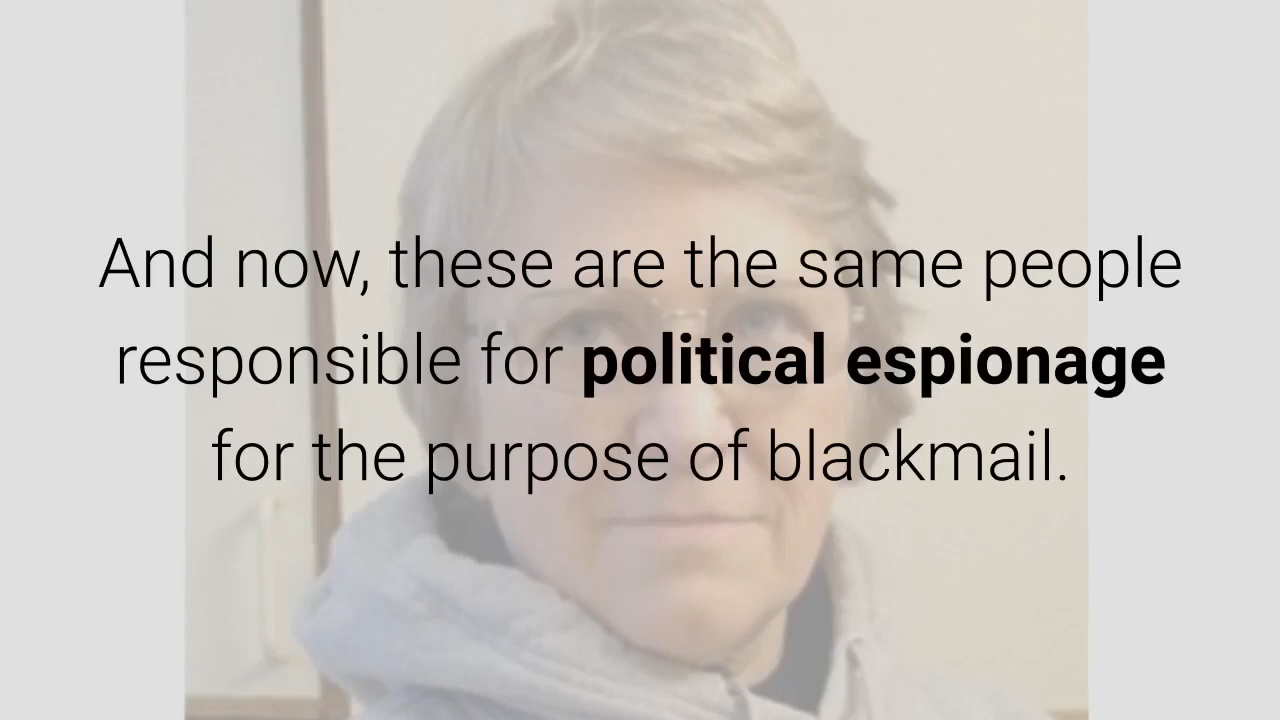 And now, these are the same people
responsible for political espionage
for the purpose of blackmail.